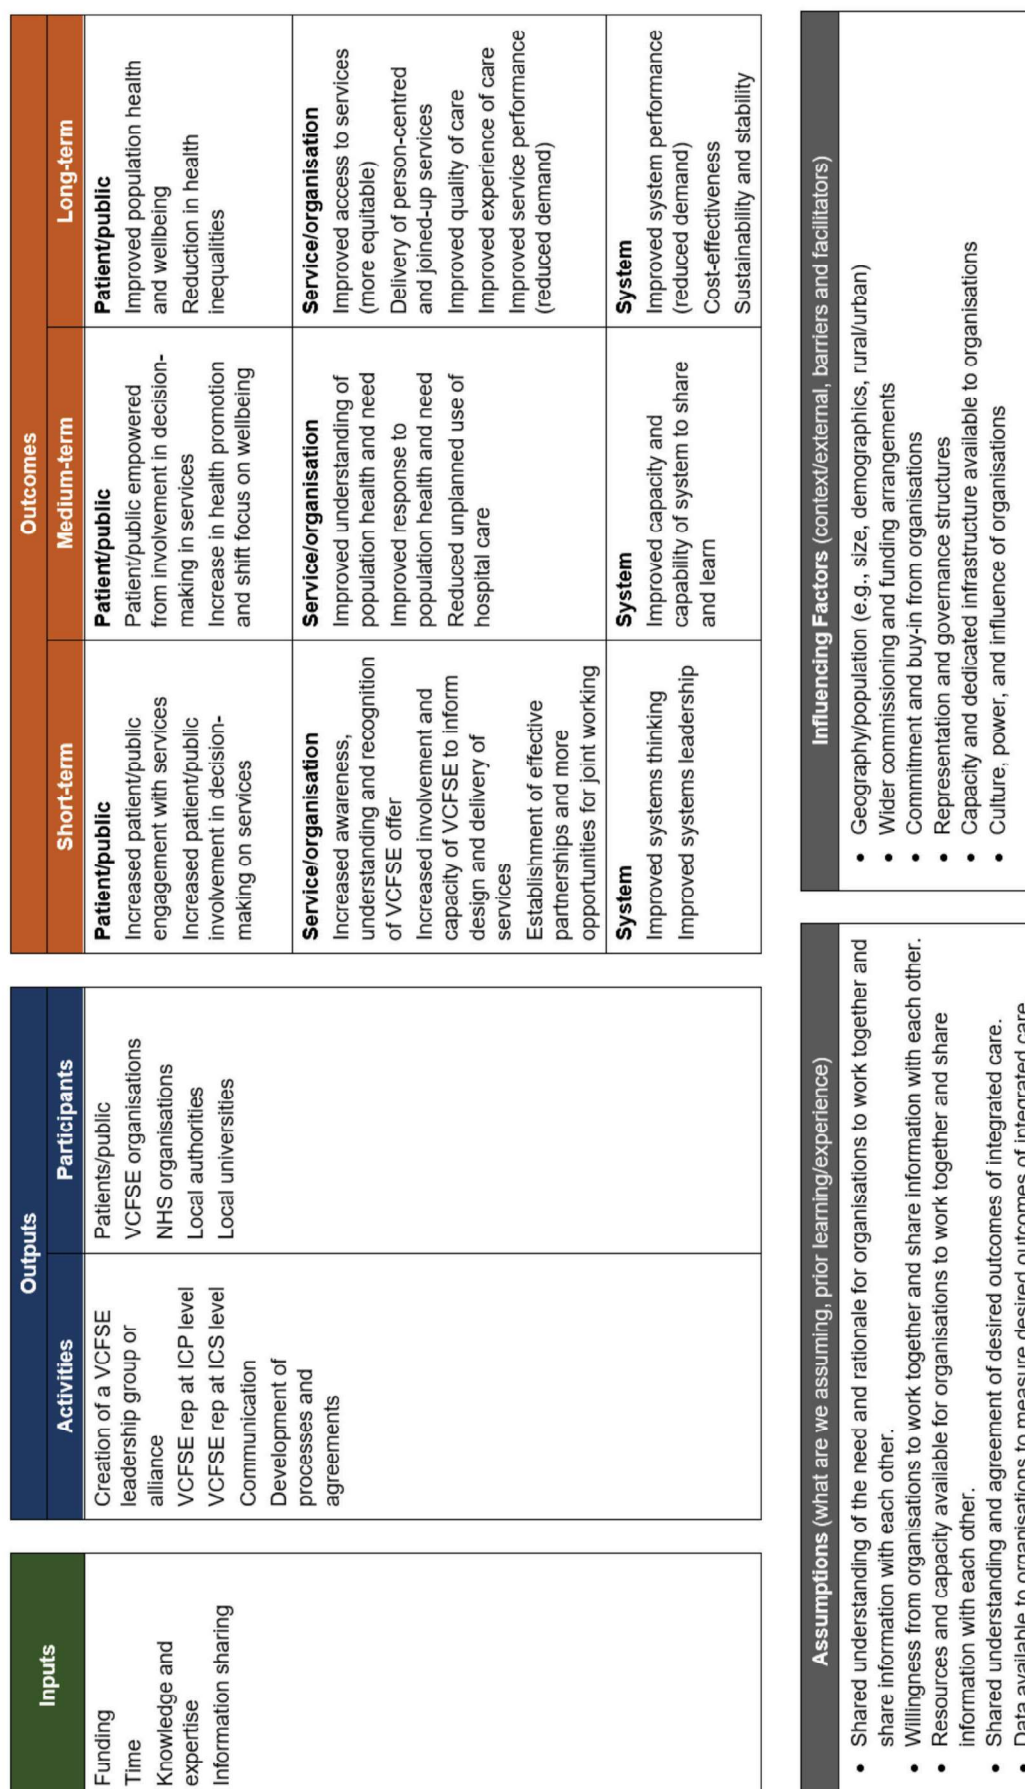 Inputs
Funding
Time
Knowledge and
expertise
Information sharing
Outputs
Activities
Creation of a VCFSE
leadership group or
alliance
VCFSE rep at ICP level
VCFSE rep at ICS level
Communication
Development of
processes and
agreements
Participants
Patients/public
VCFSE organisations
NHS organisations
Local authorities
Local universities
Outcomes
Short-term
Patient/public
Increased patient/public
engagement with services
Increased patient/public
involvement in decision-
making on services
Service/organisation
Increased awareness,
understanding and recognition
of VCFSE offer
Increased involvement and
capacity of VCFSE to inform
design and delivery of
services
Establishment of effective
partnerships and more
opportunities for joint working
System
Improved systems thinking
Improved systems leadership
Medium-term
Patient/public
Patient/public empowered
from involvement in decision-
making in services
Increase in health promotion
and shift focus on wellbeing
Service/organisation
Improved understanding of
population health and need
Improved response to
population health and need
Reduced unplanned use of
hospital care
System
Improved capacity and
capability of system to share
and learn
Long-term
Patient/public
Improved population health
and wellbeing
Reduction in health
inequalities
Service/organisation
Improved access to services
(more equitable)
Delivery of person-centred
and joined-up services
Improved quality of care
Improved experience of care
Improved service performance
(reduced demand)
System
Improved system performance
(reduced demand)
Cost-effectiveness
Sustainability and stability
Assumptions (what are we assuming, prior learning/experience)
• Shared understanding of the need and rationale for organisations to work together and
share information with each other.
• Willingness from organisations to work together and share information with each other.
• Resources and capacity available for organisations to work together and share
information with each other.
• Shared understanding and agreement of desired outcomes of integrated care.
• Data available to organisations to measure desired outcomes of integrated care
Influencing Factors (context/external, barriers and facilitators)
• Geography/population (e.g., size, demographics, rural/urban)
• Wider commissioning and funding arrangements
• Commitment and buy-in from organisations
• Representation and governance structures
• Capacity and dedicated infrastructure available to organisations
• Culture, power, and influence of organisations